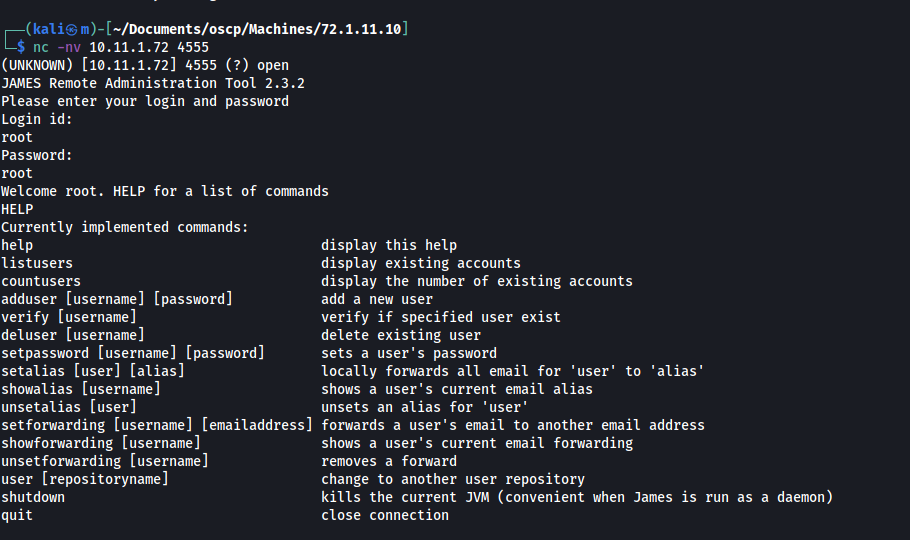 ┌──(kali㉿m)-[~/Documents/oscp/Machines/72.1.11.10]
└─$ nc -nv 10.11.1.72 4555
(UNKNOWN) [10.11.1.72] 4555 (?) open
JAMES Remote Administration Tool 2.3.2
Please enter your login and password
Login id:
root
Password:
root
Welcome root. HELP for a list of commands
HELP
Currently implemented commands:
help display this help
listusers display existing accounts
countusers display the number of existing accounts
adduser [username] [password] add a new user
verify [username] verify if specified user exist
deluser [username] delete existing user
setpassword [username] [password] sets a user's password
setalias [user] [alias] locally forwards all email for 'user' to 'alias'
showalias [username] shows a user's current email alias
unsetalias [user] unsets an alias for 'user'
setforwarding [username] [emailaddress] forwards a user's email to another email address
showforwarding [username] shows a user's current email forwarding
unsetforwarding [username] removes a forward
user [repositoryname] change to another user repository
shutdown kills the current JVM (convenient when James is run as a daemon)
quit close connection